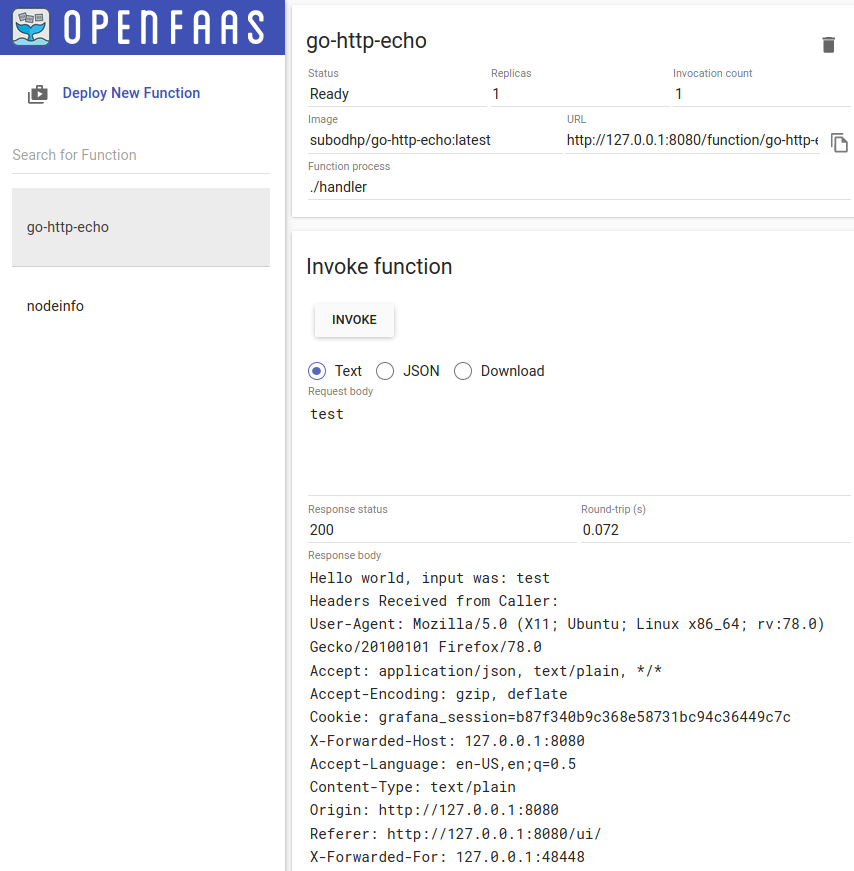 OPENFAAS
Deploy New Function
Search for Function
go-http-echo
nodeinfo
go-http-echo
Status Replicas Invocation count
Ready 1 1
Image URL
subodhp/go-http-echo:latest http://127.0.0.1:8080/function/go-http-e
Function process
./handler
Invoke function
INVOKE
Text JSON Download
Request body
test
Response status Round-trip (s)
200 0.072
Response body
Hello world, input was: test
Headers Received from Caller:
User-Agent: Mozilla/5.0 (X11; Ubuntu; Linux x86_64; rv:78.0)
Gecko/20100101 Firefox/78.0
Accept: application/json, text/plain, */*
Accept-Encoding: gzip, deflate
Cookie: grafana_session=b87f340b9c368e58731bc94c36449c7c
X-Forwarded-Host: 127.0.0.1:8080
Accept-Language: en-US,en;q=0.5
Content-Type: text/plain
Origin: http://127.0.0.1:8080
Referer: http://127.0.0.1:8080/ui/
X-Forwarded-For: 127.0.0.1:48448